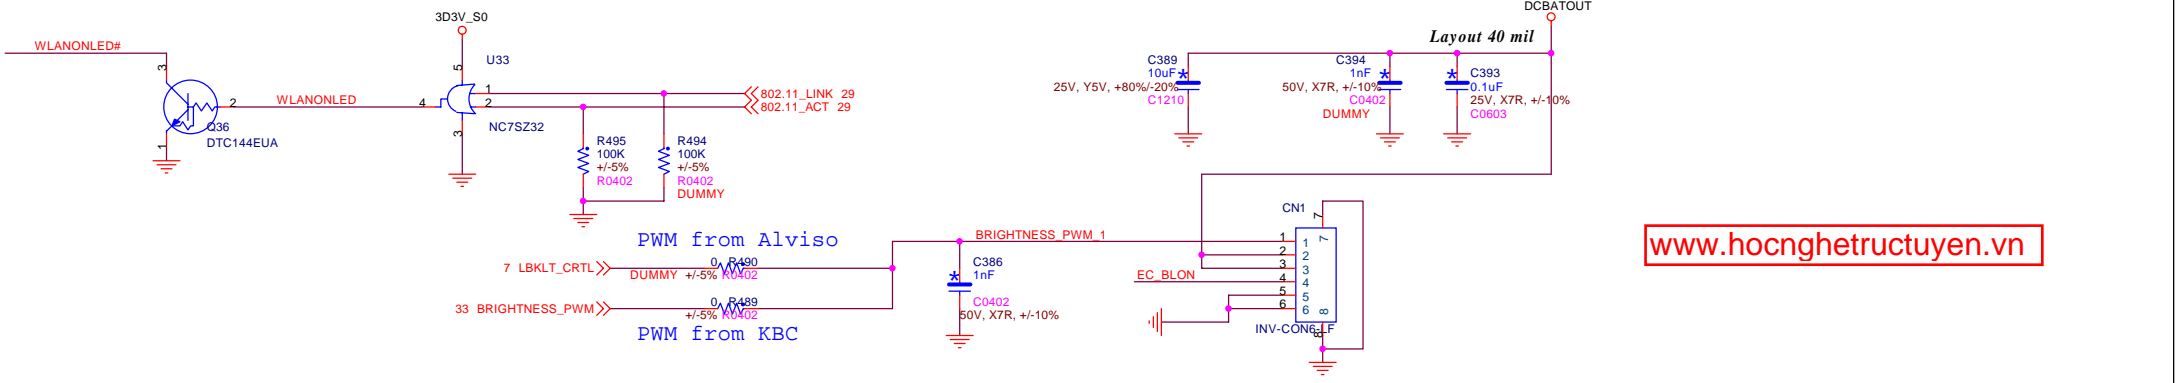 DCBATOUT
3D3V_S0
Layout 40 mil
WLANONLED#
U33
3
5
C389
10uF
25V, Y5V, +80%/-20%
C1210
C394
1nF
50V, X7R, +/-10%
C0402
DUMMY
C393
0.1uF
25V, X7R, +/-10%
C0603
2
WLANONLED
4
1
2
802.11_LINK 29
802.11_ACT 29
Q36
DTC144EUA
1
3
NC7SZ32
R495
100K
+/-5%
R0402
R494
100K
+/-5%
R0402
DUMMY
CN1
7
PWM from Alviso
BRIGHTNESS_PWM_1
7 LBKLT_CRTL
0 R490
DUMMY +/-5% R0402
C386
1nF
C0402
50V, X7R, +/-10%
EC_BLON
33 BRIGHTNESS_PWM
0 R489
+/-5% R0402
PWM from KBC
1 1
2 2
3 3
4 4
5 5
6 6
7
8
INV-CON6-LF
8
www.hocnghetructuyen.vn